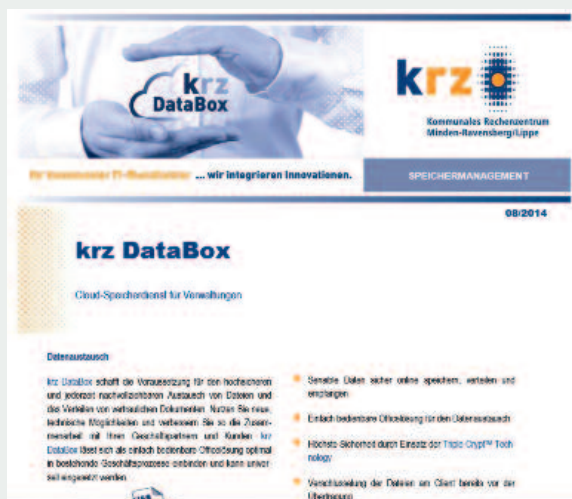 krz
DataBox
krz
Kommunales Rechenzentrum
Minden-Ravensberg/Lippe
... wir integrieren Innovationen.
SPEICHERMANAGEMENT
08/2014
krz DataBox
Cloud-Speicherdienst für Verwaltungen
Datenaustausch
krz DataBox schafft die Voraussetzung für den hochsicheren
und jederzeit nachvollziehbaren Austausch von Dateien und
das Verteilen von vertraulichen Dokumenten. Nutzen Sie neue,
technische Möglichkeiten und verbessern Sie so die Zusam-
menarbeit mit Ihren Geschäftspartnern und Kunden. krz
DataBox lässt sich als einfach bedienbare Officelösung optimal
in bestehende Geschäftsprozesse einbinden und kann univer-
sell eingesetzt werden.
Sensible Daten sicher online speichern, verteilen und
empfangen
Einfach bedienbare Officelösung für den Datenaustausch
Höchste Sicherheit durch Einsatz der Triple Crypt™ Tech
nology
Verschlüsselung der Dateien am Client bereits vor der
Übertragung